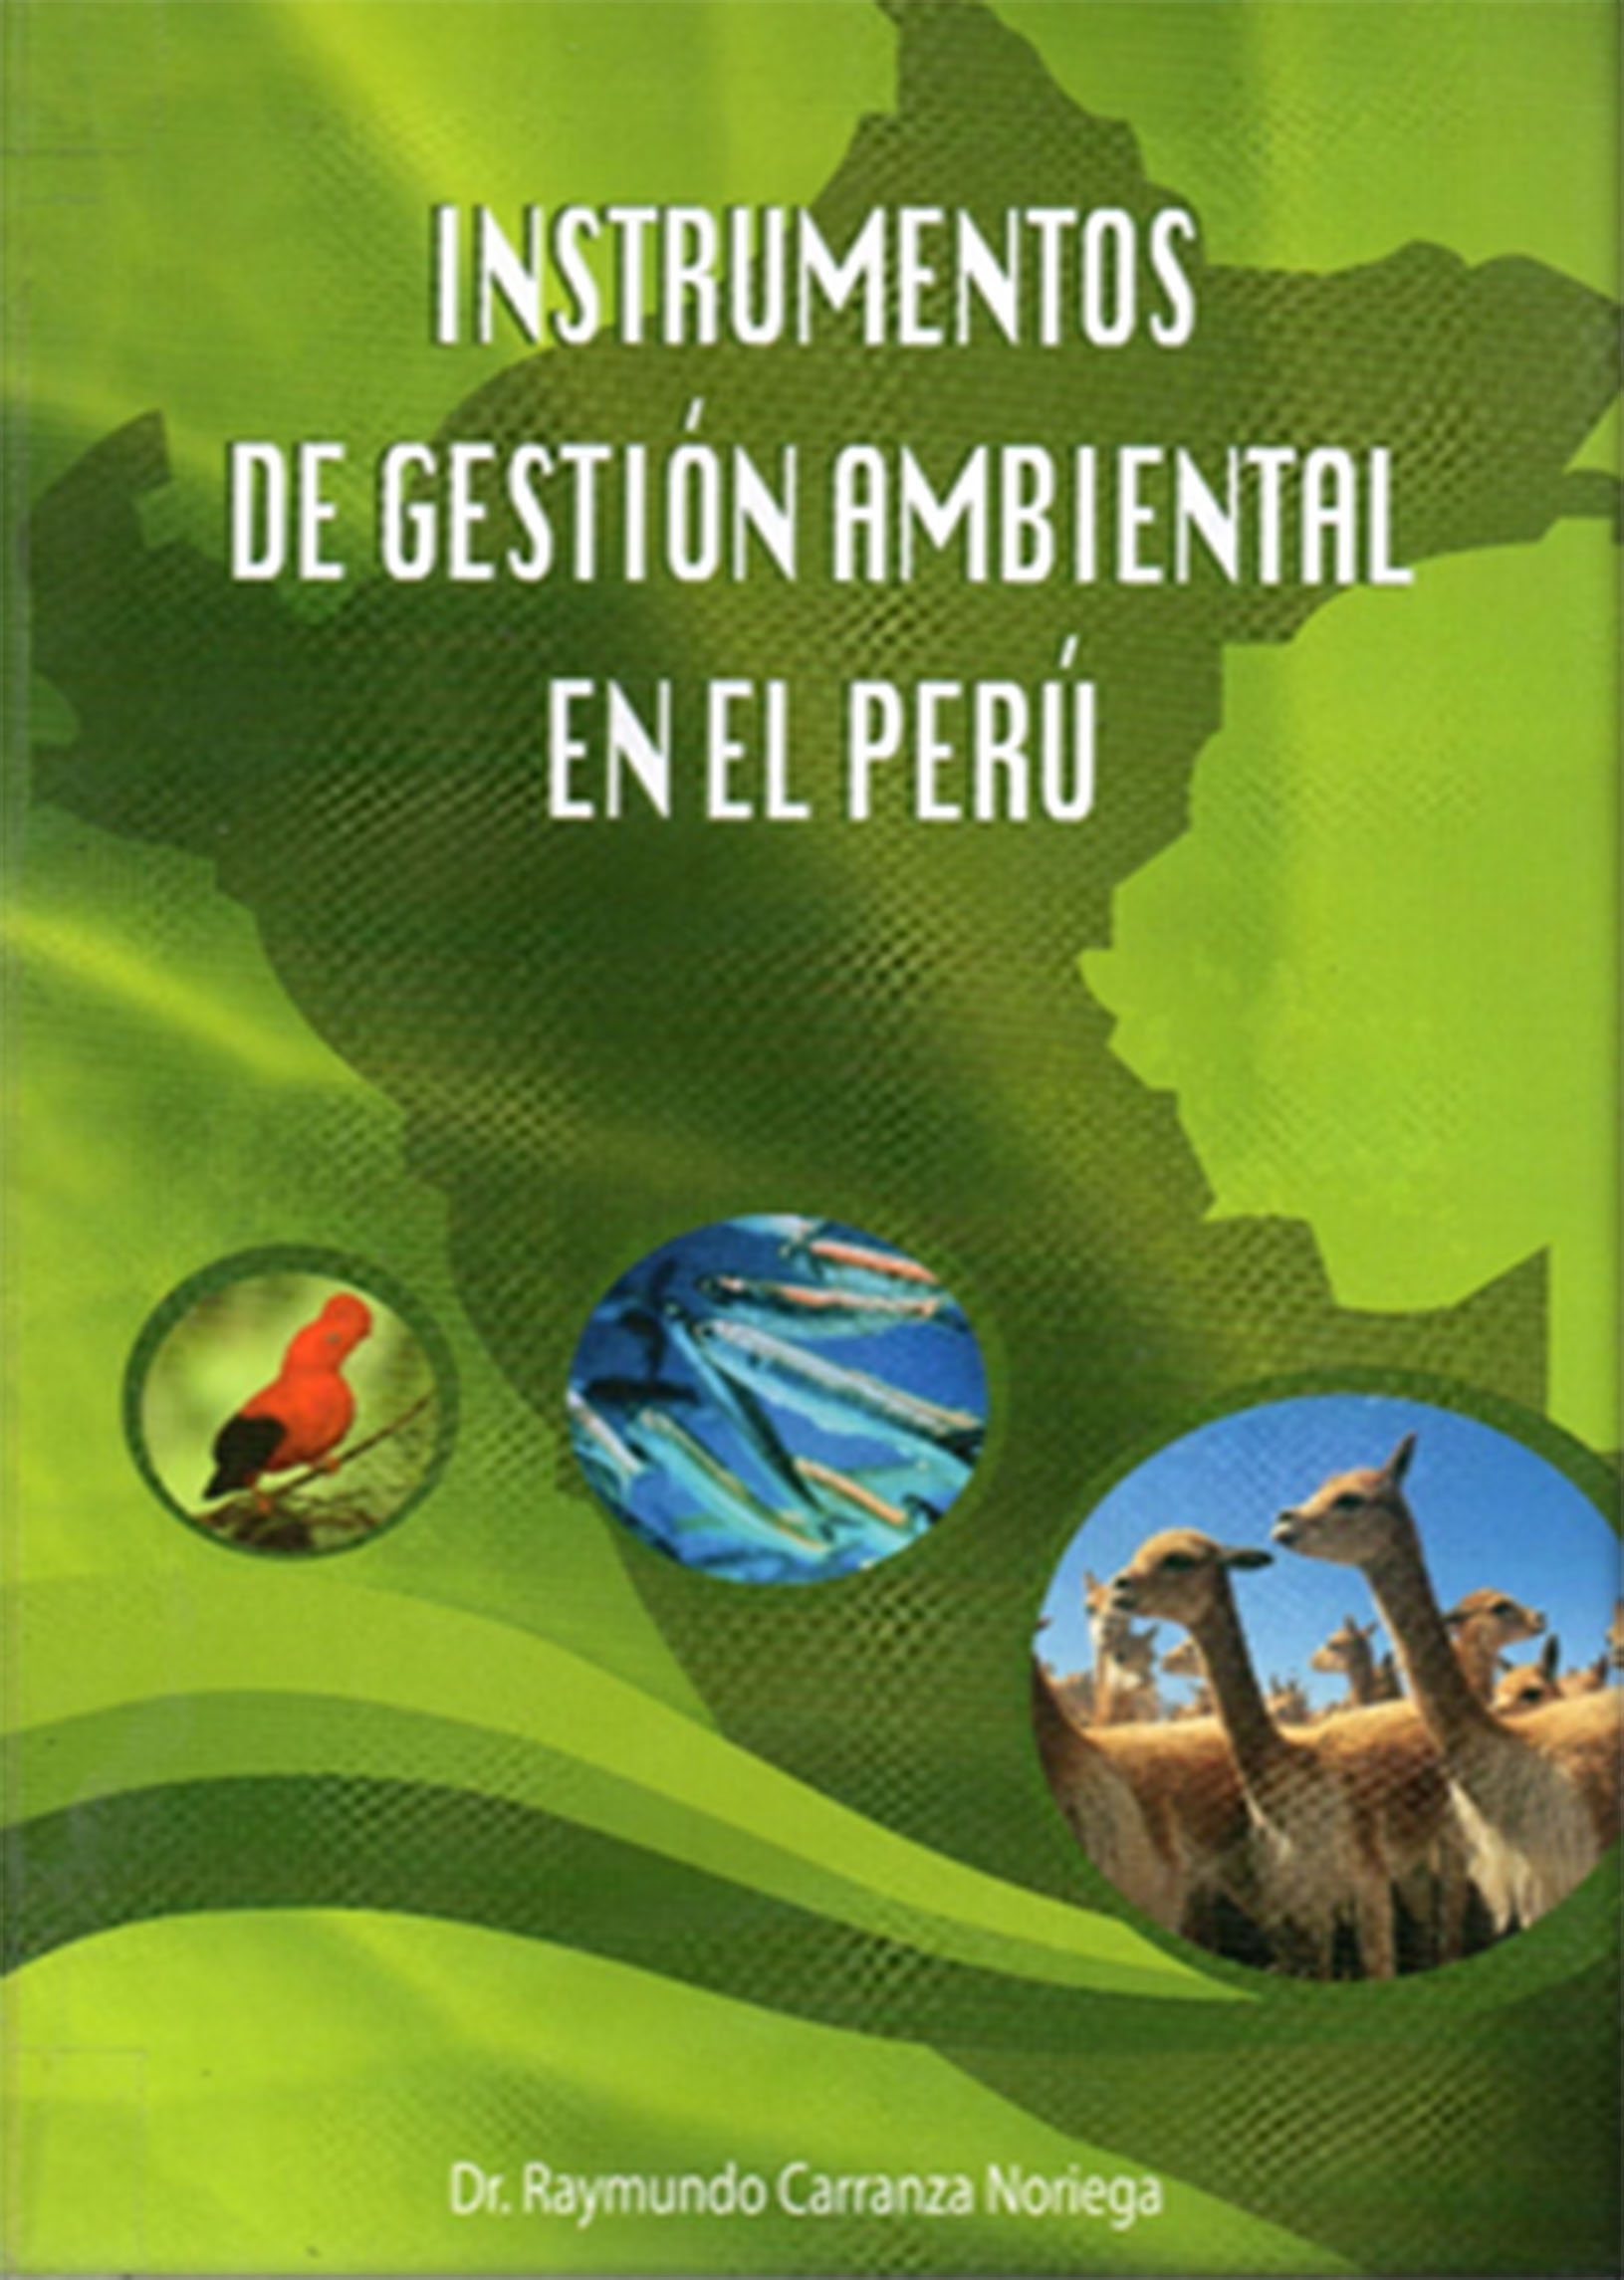 INSTRUMENTOS
DE GESTIÓN AMBIENTAL
EN EL PERÚ
Dr. Raymundo Carranza Noriega